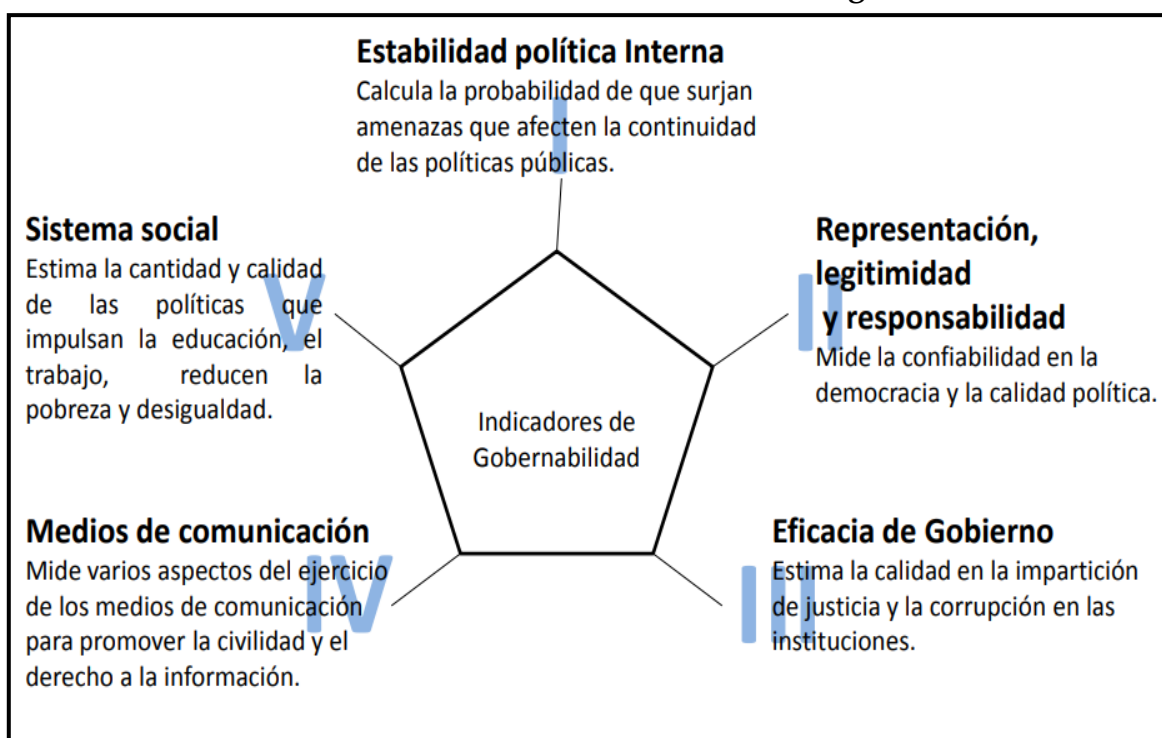 Estabilidad política Interna
Calcula la probabilidad de que surjan
amenazas que afecten la continuidad
de las políticas públicas.
I
Representación,
legitimidad
y responsabilidad
Mide la confiabilidad en la
democracia y la calidad política.
II
Eficacia de Gobierno
Estima la calidad en la impartición
de justicia y la corrupción en las
instituciones.
III
Medios de comunicación
Mide varios aspectos del ejercicio
de los medios de comunicación
para promover la civilidad y el
derecho a la información.
IV
Sistema social
Estima la cantidad y calidad
de las políticas que
impulsan la educación, el
trabajo, reducen la
pobreza y desigualdad.
V
Indicadores de
Gobernabilidad